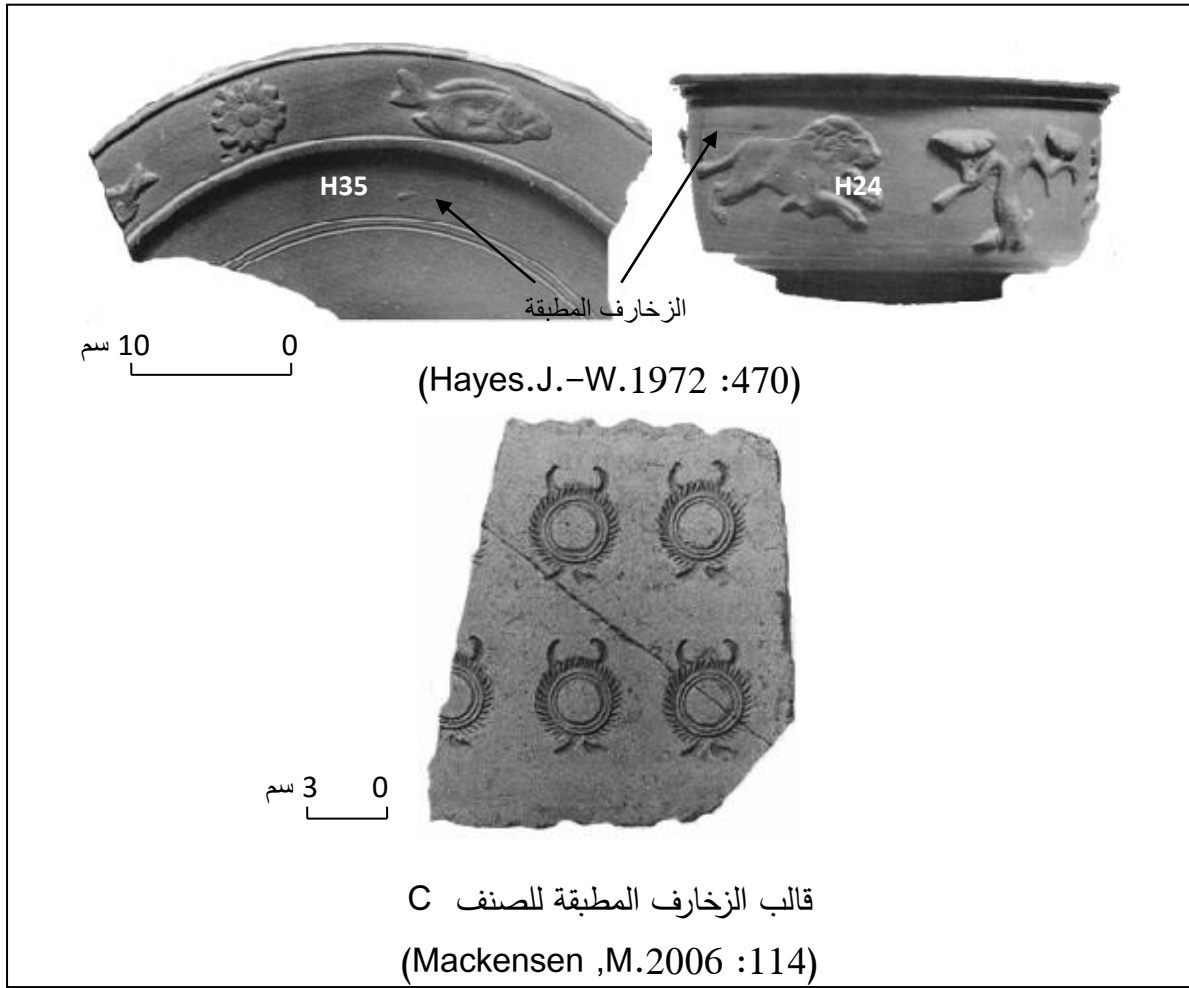 H35
H24
الزخارف المطبقة
0 10 سم
(Hayes.J.-W.1972 :470)
0 3 سم
قالب الزخارف المطبقة للصنف C
(Mackensen ,M.2006 :114)